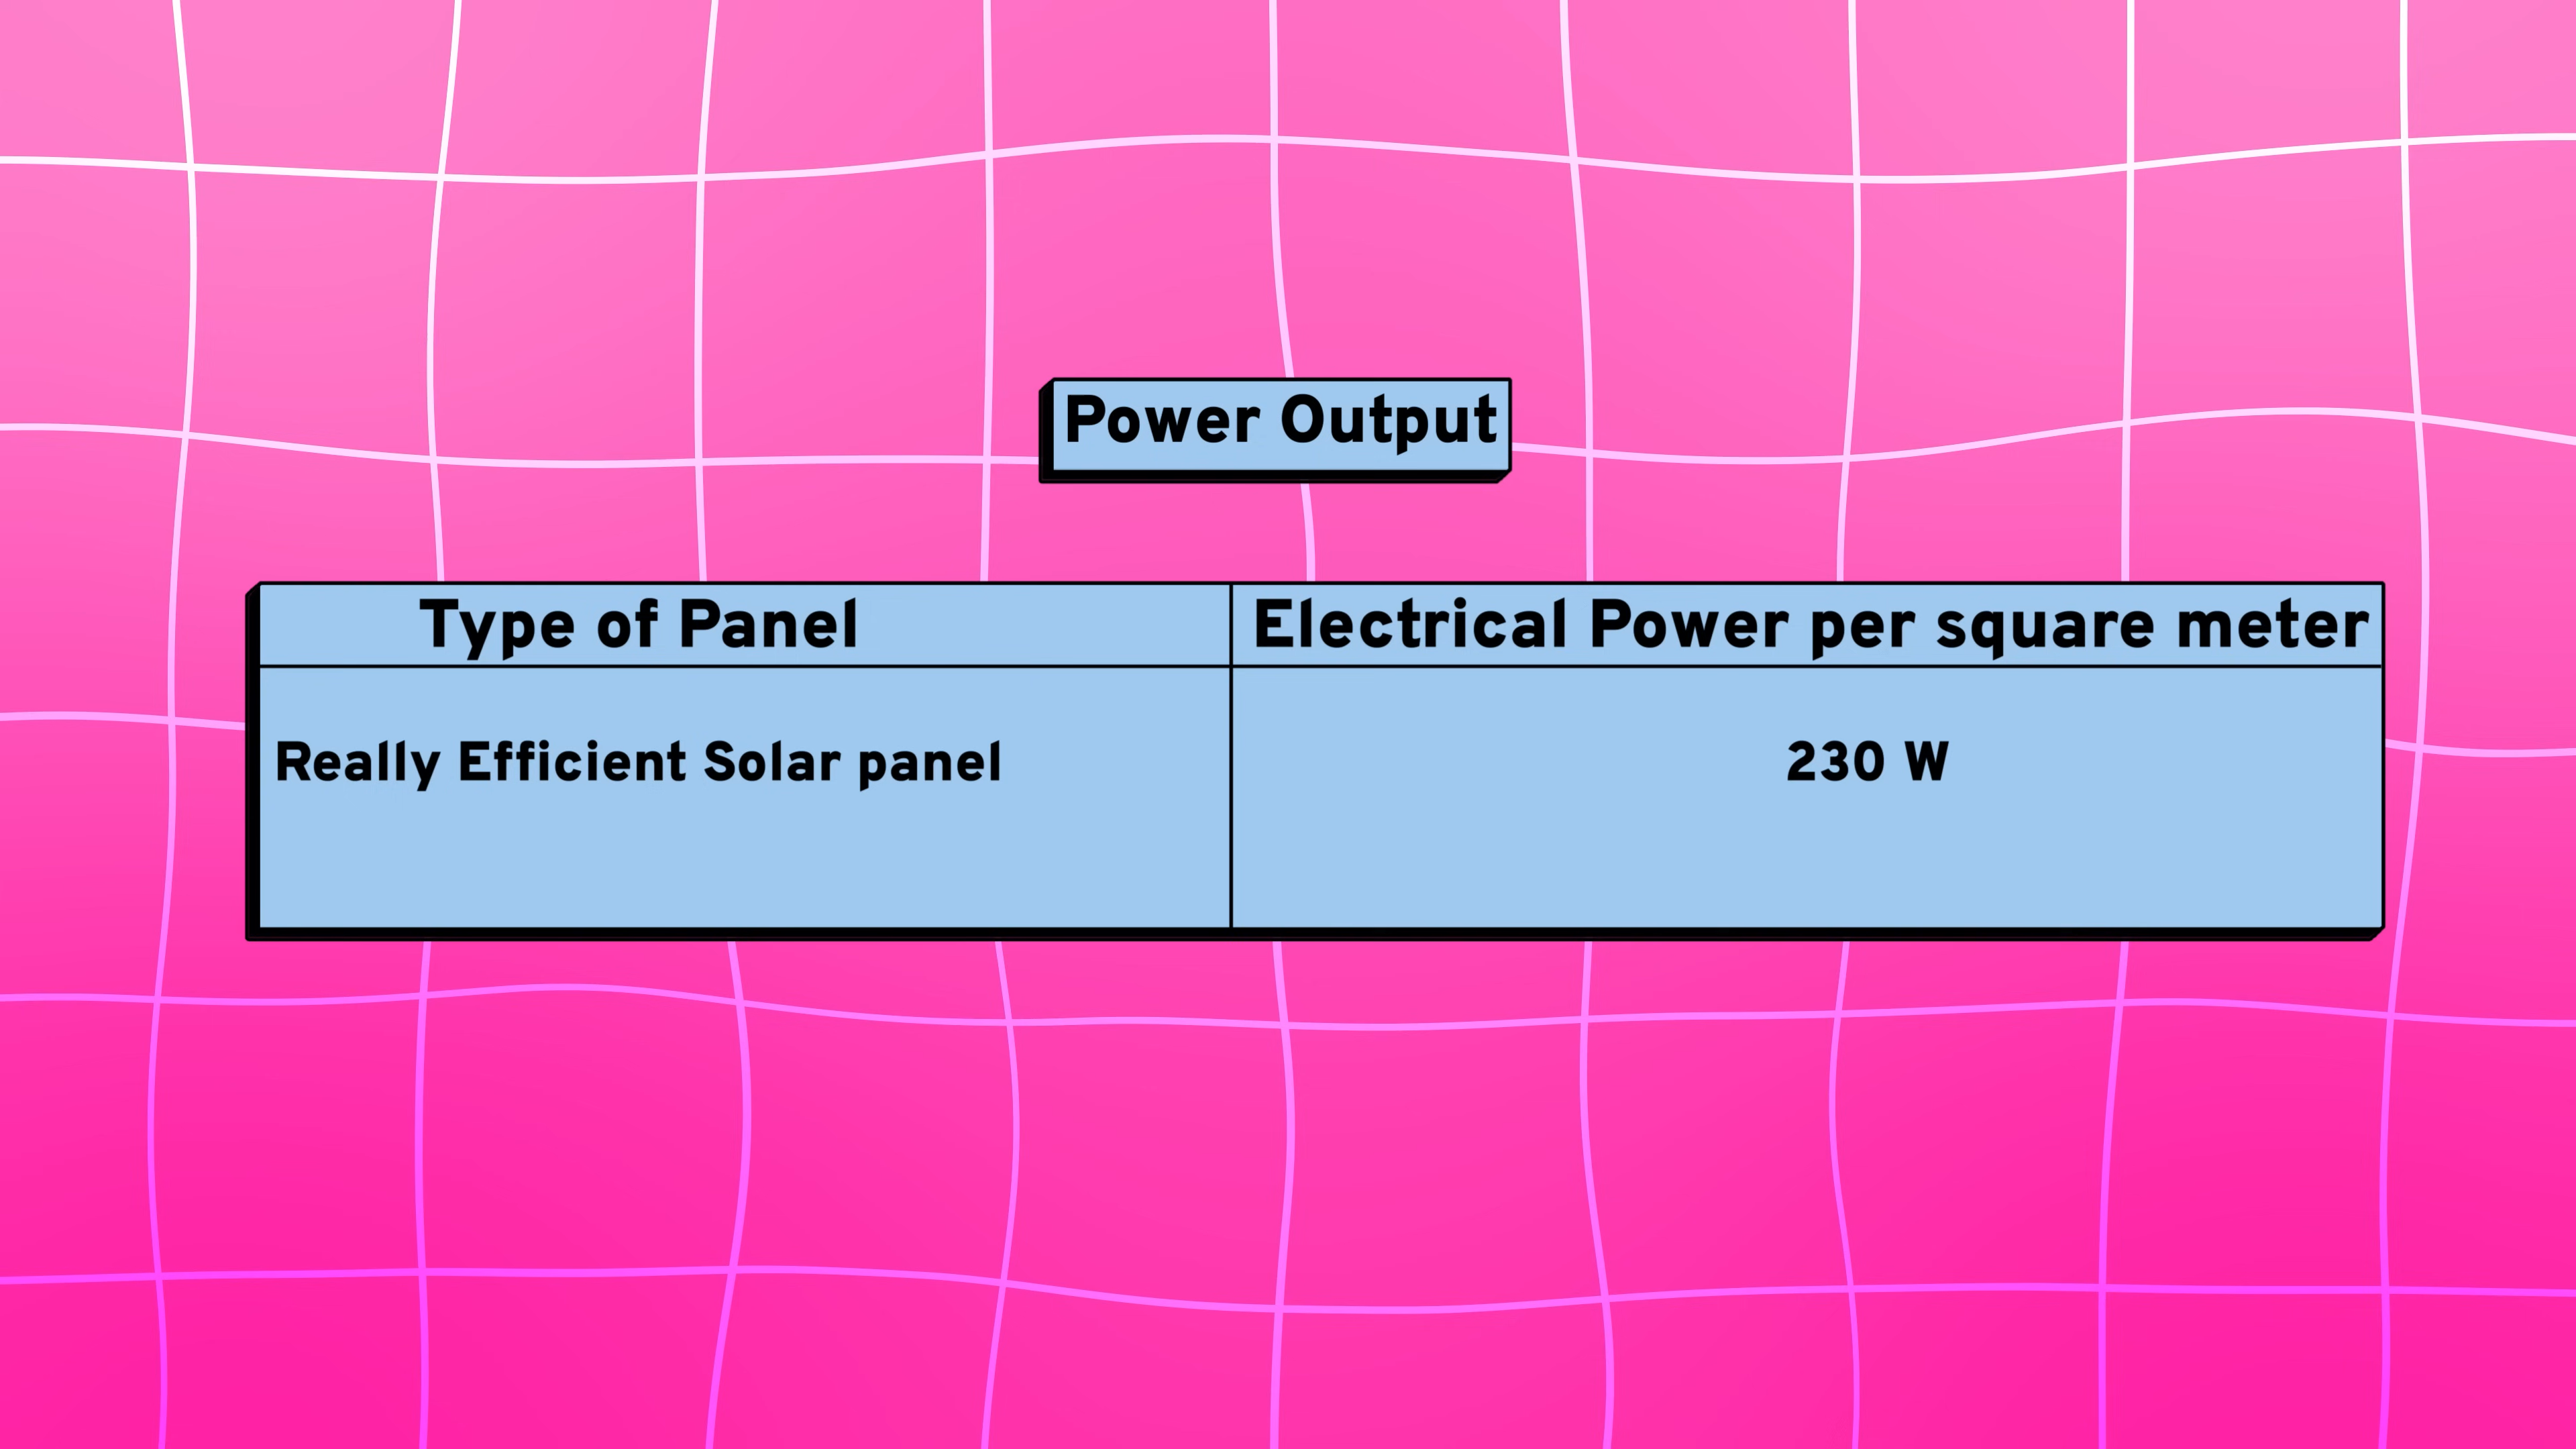 Power Output
Type of Panel
Electrical Power per square meter
Really Efficient Solar panel
230 W